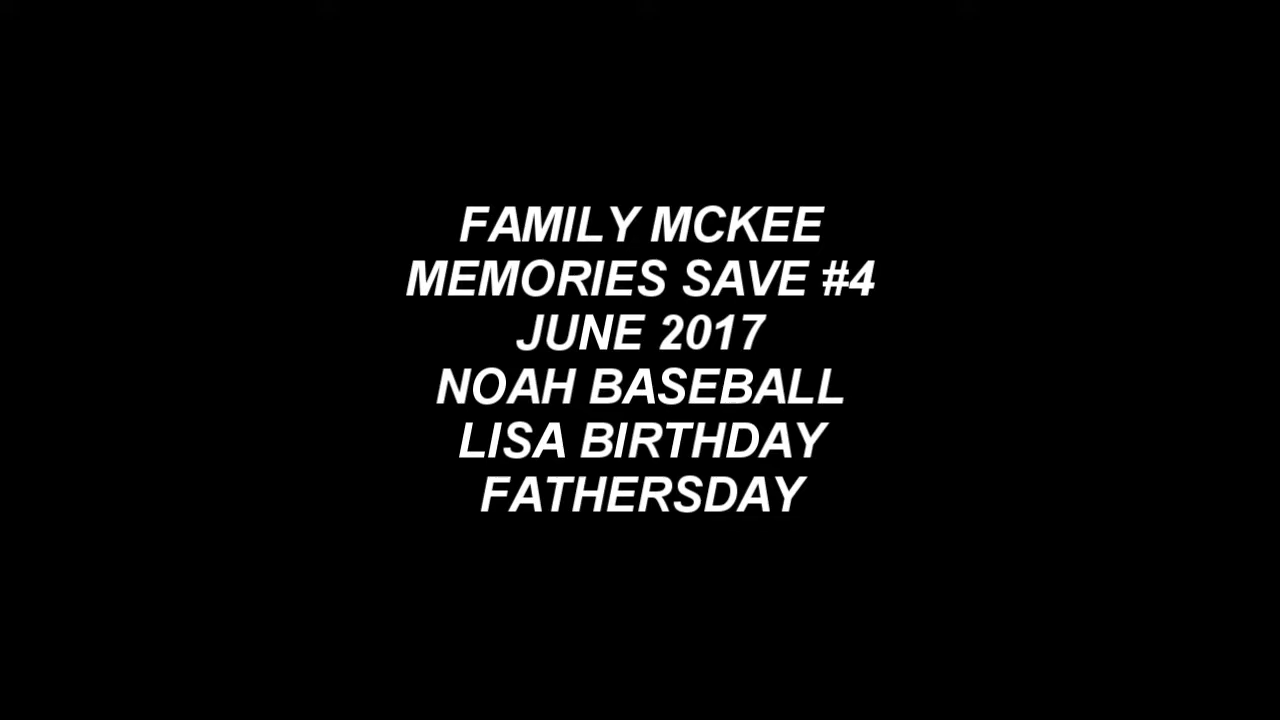 FAMILY MCKEE
MEMORIES SAVE #4
JUNE 2017
NOAH BASEBALL
LISA BIRTHDAY
FATHERSDAY